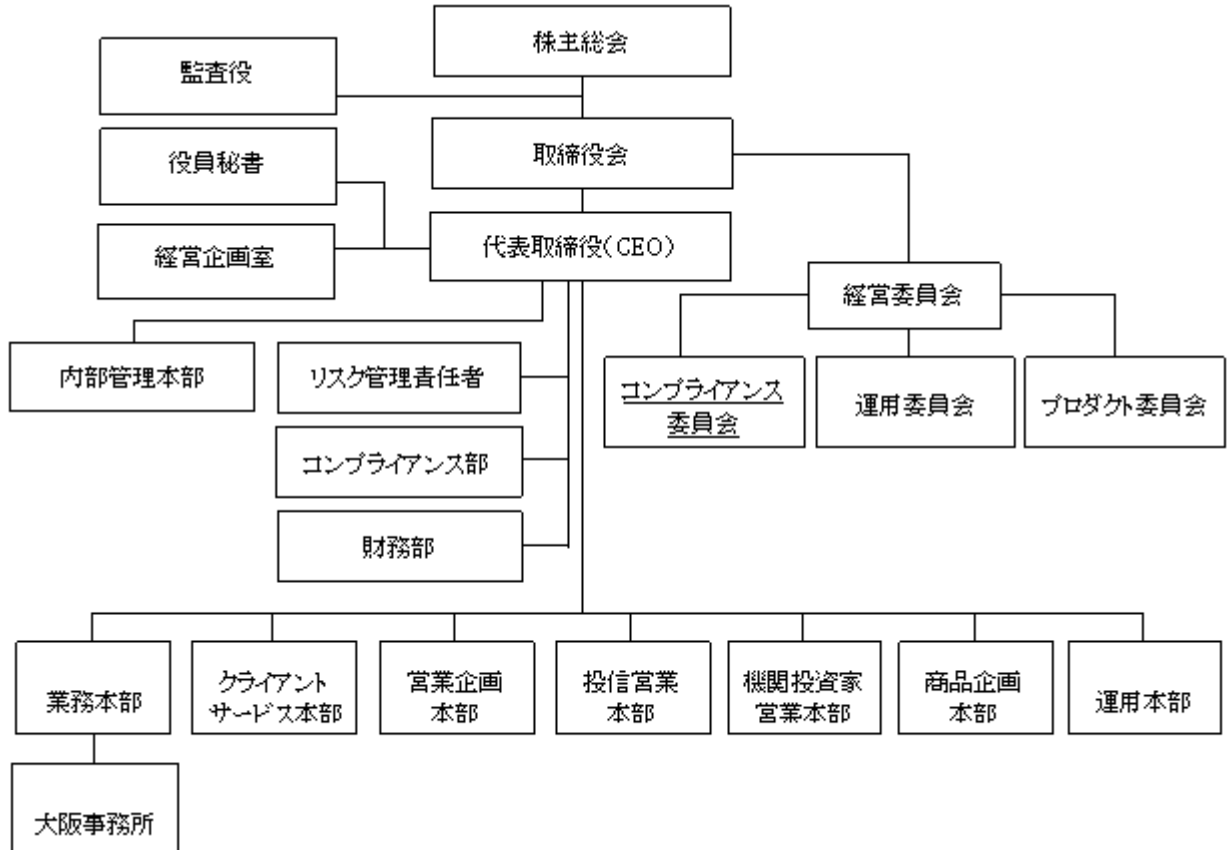 株主総会
監査役
取締役会
役員秘書
代表取締役(CEO)
経営企画室
経営委員会
内部管理本部
リスク管理責任者
コンプライアンス
委員会
運用委員会
プロダクト委員会
コンプライアンス部
財務部
業務本部
クライアント
サービス本部
営業企画
本部
投信営業
本部
機関投資家
営業本部
商品企画
本部
運用本部
大阪事務所